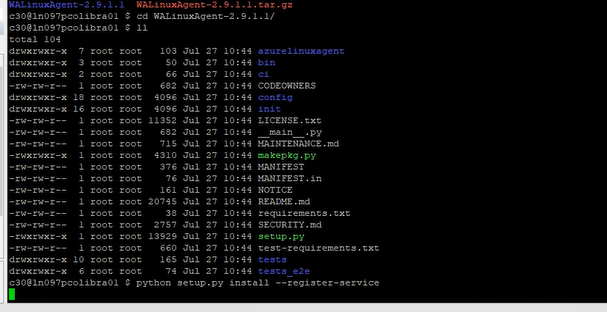 WALinuxAgent-2.9.1.1 WALinuxAgent-2.9.1.1.tar.gz
c30@ln097pcolibra01 $ cd WALinuxAgent-2.9.1.1/
c30@ln097pcolibra01 $ ll
total 104
drwxrwxr-x 7 root root 103 Jul 27 10:44 azurelinuxagent
drwxrwxr-x 3 root root 50 Jul 27 10:44 bin
drwxrwxr-x 2 root root 66 Jul 27 10:44 ci
-rw-rw-r-- 1 root root 682 Jul 27 10:44 CODEOWNERS
drwxrwxr-x 18 root root 4096 Jul 27 10:44 config
drwxrwxr-x 16 root root 4096 Jul 27 10:44 init
-rw-rw-r-- 1 root root 11352 Jul 27 10:44 LICENSE.txt
-rw-rw-r-- 1 root root 682 Jul 27 10:44 __main__.py
-rw-rw-r-- 1 root root 715 Jul 27 10:44 MAINTENANCE.md
-rwxrwxr-x 1 root root 4310 Jul 27 10:44 makepkg.py
-rw-rw-r-- 1 root root 376 Jul 27 10:44 MANIFEST
-rw-rw-r-- 1 root root 76 Jul 27 10:44 MANIFEST.in
-rw-rw-r-- 1 root root 161 Jul 27 10:44 NOTICE
-rw-rw-r-- 1 root root 20745 Jul 27 10:44 README.md
-rw-rw-r-- 1 root root 38 Jul 27 10:44 requirements.txt
-rw-rw-r-- 1 root root 2757 Jul 27 10:44 SECURITY.md
-rwxrwxr-x 1 root root 13929 Jul 27 10:44 setup.py
-rw-rw-r-- 1 root root 660 Jul 27 10:44 test-requirements.txt
drwxrwxr-x 10 root root 165 Jul 27 10:44 tests
drwxrwxr-x 6 root root 74 Jul 27 10:44 tests_e2e
c30@ln097pcolibra01 $ python setup.py install --register-service